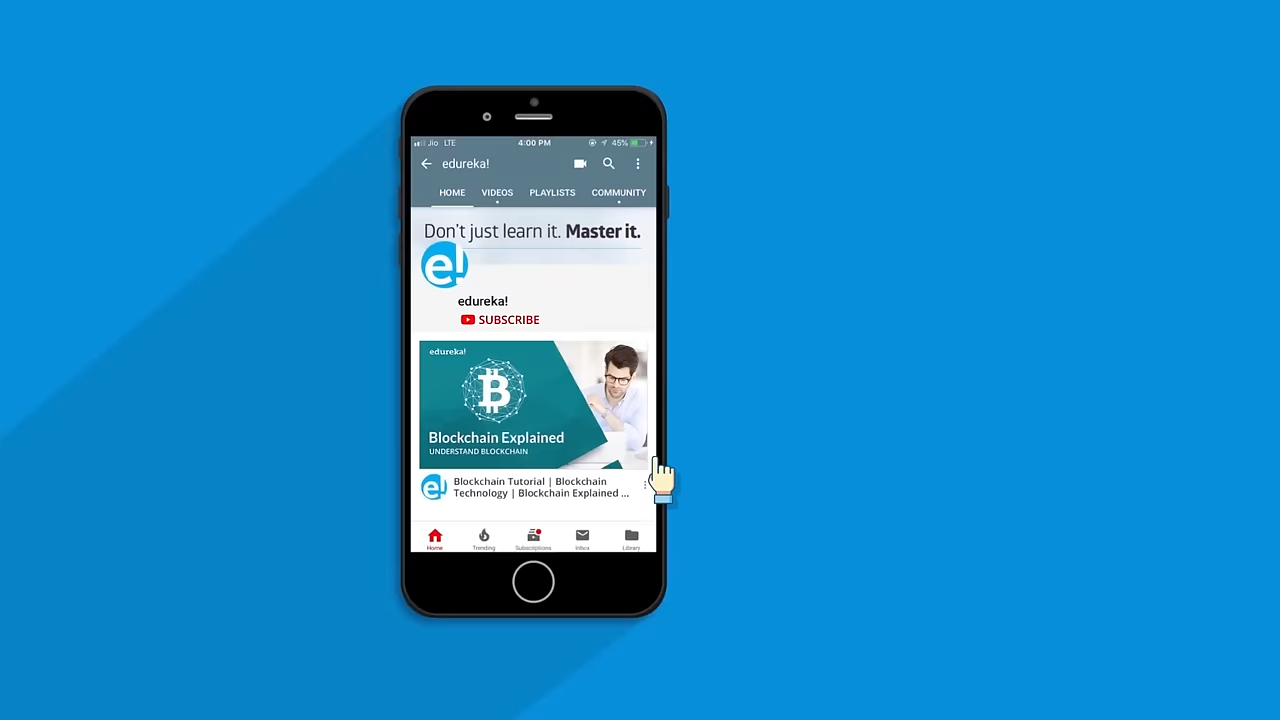 Jio LTE 4:00 PM 45%
edureka!
HOME VIDEOS PLAYLISTS COMMUNITY
Don't just learn it. Master it.
e!
edureka!
SUBSCRIBE
edureka!
Blockchain Explained
UNDERSTAND BLOCKCHAIN
e!
Blockchain Tutorial | Blockchain
Technology | Blockchain Explained ...
Home Trending Subscriptions Inbox Library